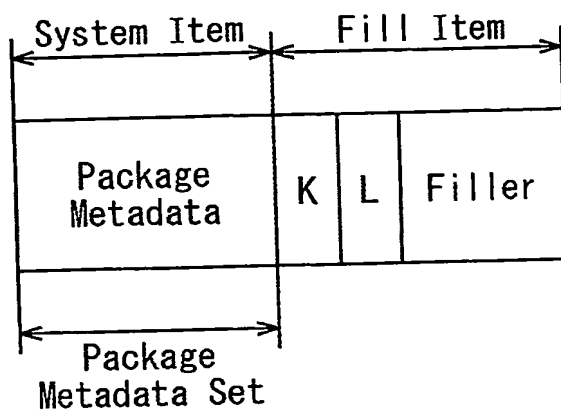 System Item Fill Item
Package
Metadata
K L Filler
Package
Metadata Set